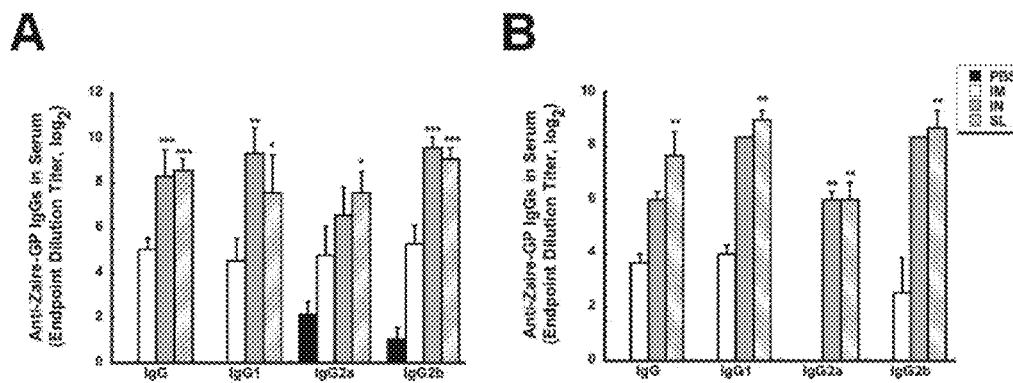 A
B
Anti-Zaire-GP IgGs in Serum
(Endpoint Dilution Titer, log2)
12
10
8
6
4
2
0
***
***
**
*
*
***
***
IgG
IgG1
IgG2a
IgG2b
Anti-Zaire-GP IgGs in Serum
(Endpoint Dilution Titer, log2)
10
8
6
4
2
0
**
**
**
**
**
IgG
IgG1
IgG2a
IgG2b
PBS
IM
IN
SL